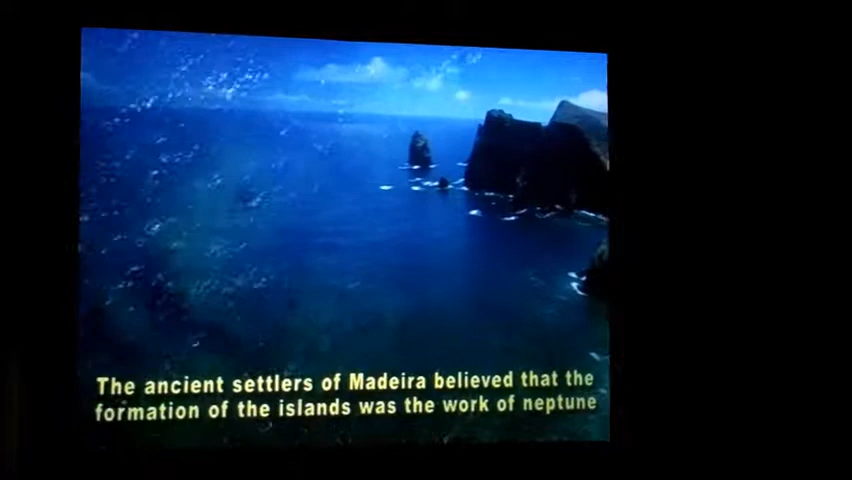 The ancient settlers of Madeira believed that the
formation of the islands was the work of neptune